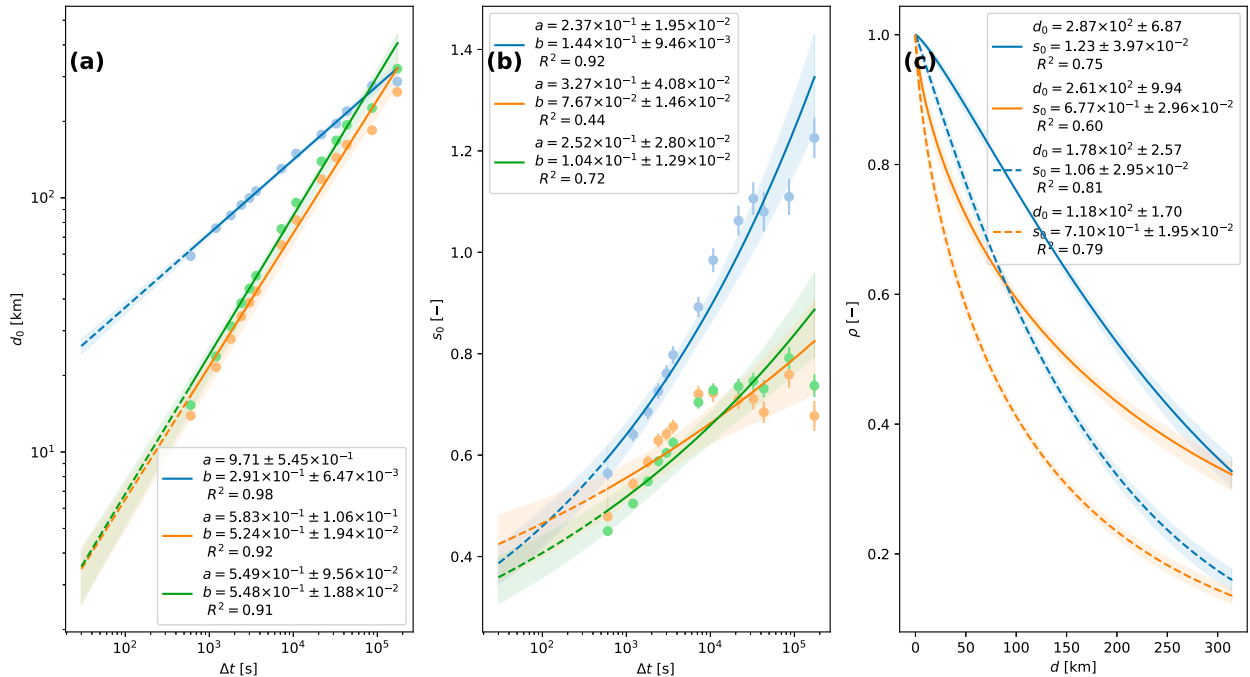 (a)
d₀ [km]
10²
10¹
a = 9.71 ± 5.45×10⁻¹
b = 2.91×10⁻¹ ± 6.47×10⁻³
R² = 0.98
a = 5.83×10⁻¹ ± 1.06×10⁻¹
b = 5.24×10⁻¹ ± 1.94×10⁻²
R² = 0.92
a = 5.49×10⁻¹ ± 9.56×10⁻²
b = 5.48×10⁻¹ ± 1.88×10⁻²
R² = 0.91
10² 10³ 10⁴ 10⁵
Δt [s]
(b)
s₀ [−]
1.4
1.2
1.0
0.8
0.6
0.4
a = 2.37×10⁻¹ ± 1.95×10⁻²
b = 1.44×10⁻¹ ± 9.46×10⁻³
R² = 0.92
a = 3.27×10⁻¹ ± 4.08×10⁻²
b = 7.67×10⁻² ± 1.46×10⁻²
R² = 0.44
a = 2.52×10⁻¹ ± 2.80×10⁻²
b = 1.04×10⁻¹ ± 1.29×10⁻²
R² = 0.72
10² 10³ 10⁴ 10⁵
Δt [s]
(c)
ρ [−]
1.0
0.8
0.6
0.4
0.2
d₀ = 2.87×10² ± 6.87
s₀ = 1.23 ± 3.97×10⁻²
R² = 0.75
d₀ = 2.61×10² ± 9.94
s₀ = 6.77×10⁻¹ ± 2.96×10⁻²
R² = 0.60
d₀ = 1.78×10² ± 2.57
s₀ = 1.06 ± 2.95×10⁻²
R² = 0.81
d₀ = 1.18×10² ± 1.70
s₀ = 7.10×10⁻¹ ± 1.95×10⁻²
R² = 0.79
0 50 100 150 200 250 300
d [km]